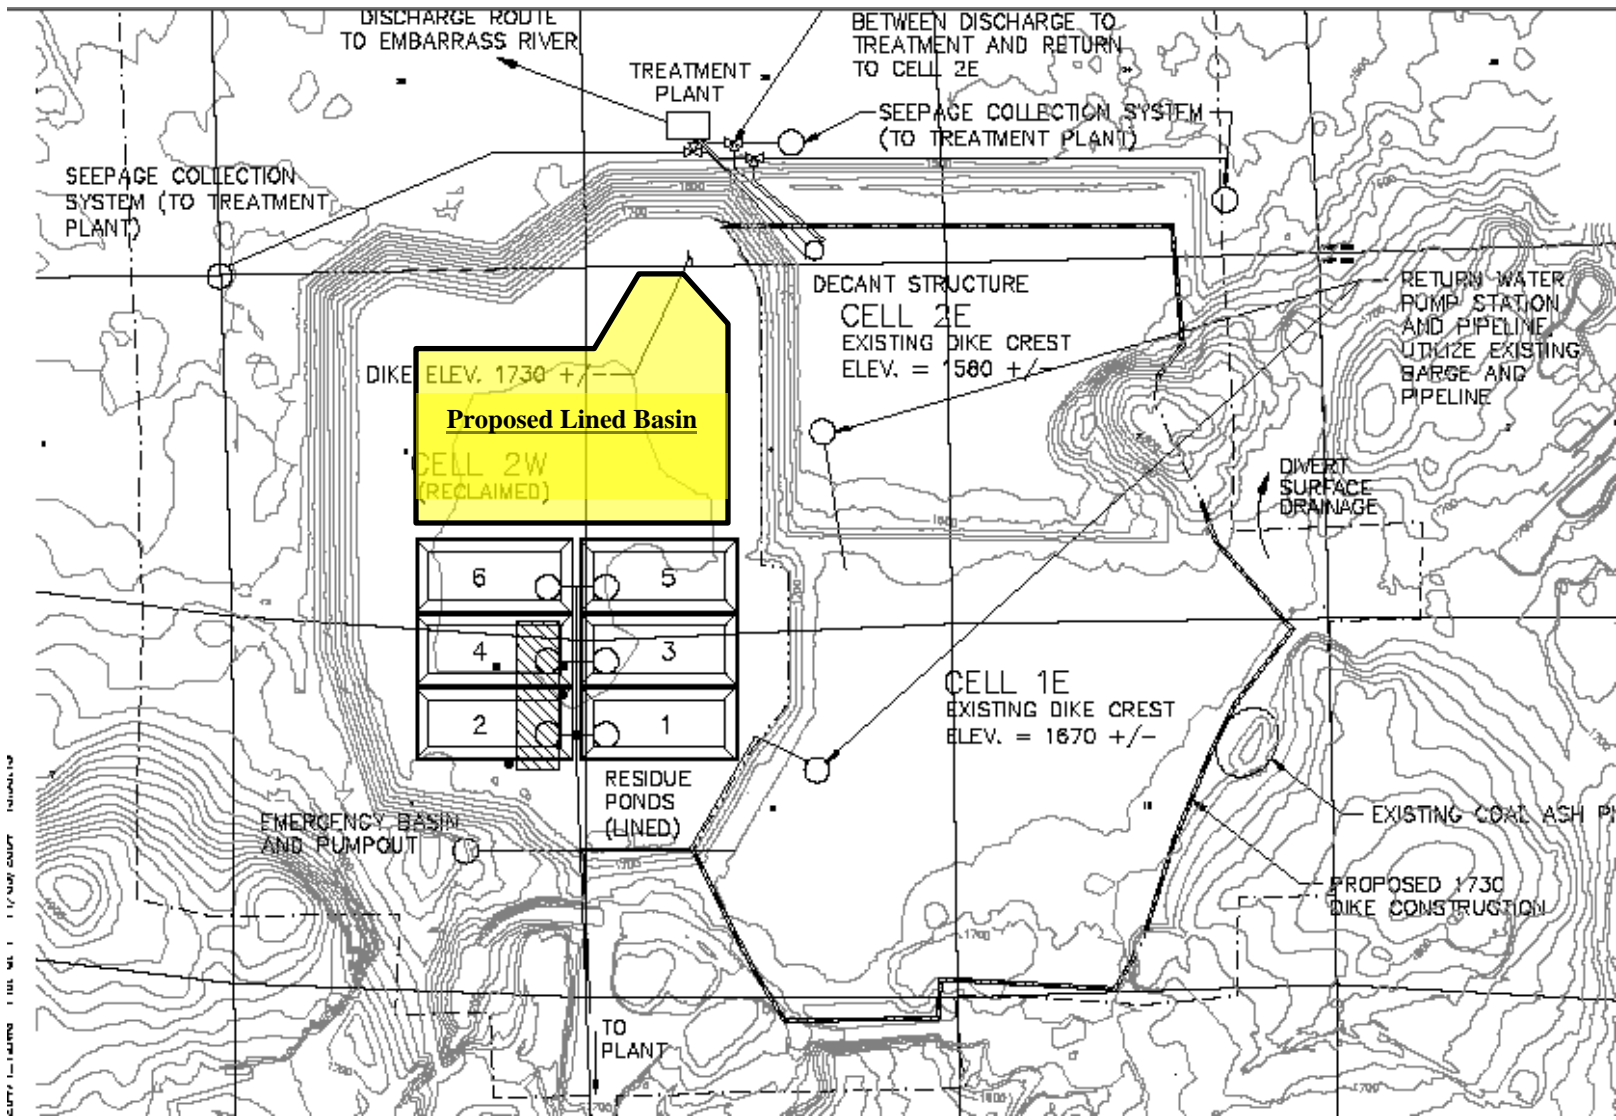 DISCHARGE ROUTE
TO EMBARRASS RIVER
BETWEEN DISCHARGE TO
TREATMENT AND RETURN
TO CELL 2E
TREATMENT
PLANT
SEEPAGE COLLECTION SYSTEM
(TO TREATMENT PLANT)
SEEPAGE COLLECTION
SYSTEM (TO TREATMENT
PLANT)
DECANT STRUCTURE
CELL 2E
EXISTING DIKE CREST
ELEV. = 1580 +/-
RETURN WATER
PUMP STATION
AND PIPELINE,
UTILIZE EXISTING
BARGE AND
PIPELINE
DIKE ELEV. 1730 +/-
Proposed Lined Basin
CELL 2W
(RECLAIMED)
DIVERT
SURFACE
DRAINAGE
6
5
4
3
2
1
CELL 1E
EXISTING DIKE CREST
ELEV. = 1670 +/-
RESIDUE
PONDS
(LINED)
EMERGENCY BASIN
AND PUMPOUT
EXISTING COAL ASH
PROPOSED 1730
DIKE CONSTRUCTION
TO
PLANT
1700
1700